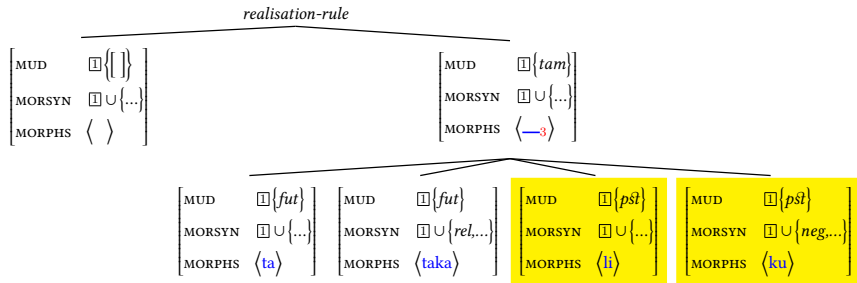 realisation-rule
MUD 1 {[ ]}
MORSYN 1 ∪ {...}
MORPHS ⟨ ⟩
MUD 1 {tam}
MORSYN 1 ∪ {...}
MORPHS ⟨__3⟩
MUD 1 {fut}
MORSYN 1 ∪ {...}
MORPHS ⟨ta⟩
MUD 1 {fut}
MORSYN 1 ∪ {rel,...}
MORPHS ⟨taka⟩
MUD 1 {pst}
MORSYN 1 ∪ {...}
MORPHS ⟨li⟩
MUD 1 {pst}
MORSYN 1 ∪ {neg,...}
MORPHS ⟨ku⟩